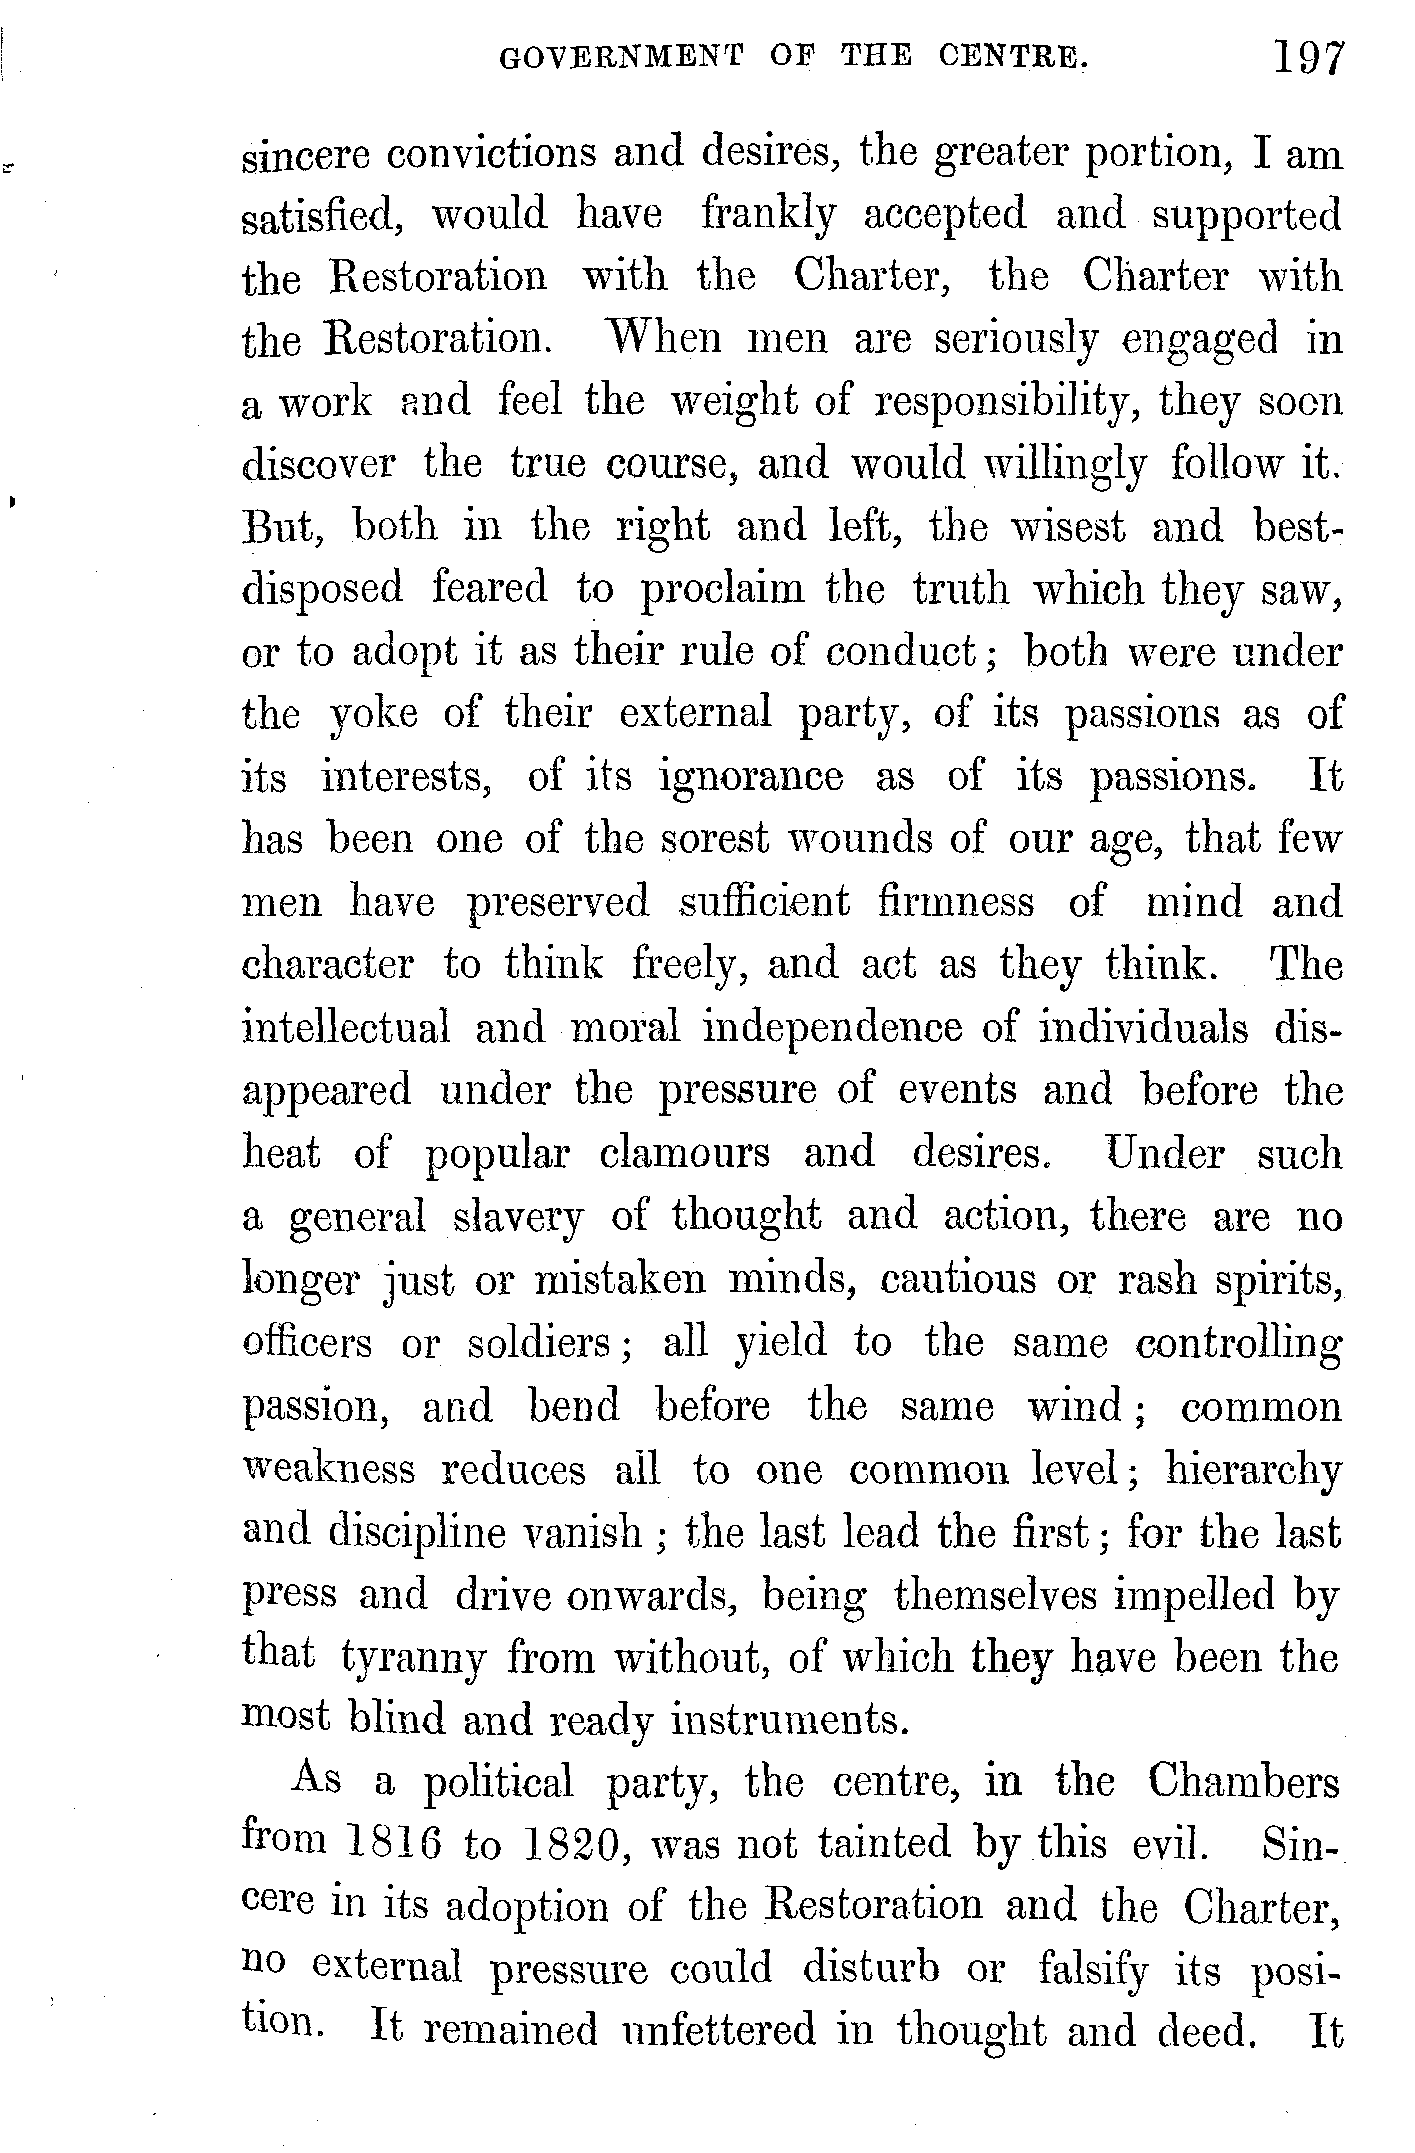 GOVERNMENT OF THE CENTRE. 197
sincere convictions and desires, the greater portion, I am
satisfied, would have frankly accepted and supported
the Restoration with the Charter, the Charter with
the Restoration. When men are seriously engaged in
a work and feel the weight of responsibility, they soon
discover the true course, and would willingly follow it.
But, both in the right and left, the wisest and best-
disposed feared to proclaim the truth which they saw,
or to adopt it as their rule of conduct; both were under
the yoke of their external party, of its passions as of
its interests, of its ignorance as of its passions. It
has been one of the sorest wounds of our age, that few
men have preserved sufficient firmness of mind and
character to think freely, and act as they think. The
intellectual and moral independence of individuals dis-
appeared under the pressure of events and before the
heat of popular clamours and desires. Under such
a general slavery of thought and action, there are no
longer just or mistaken minds, cautious or rash spirits,
officers or soldiers; all yield to the same controlling
passion, and bend before the same wind; common
weakness reduces all to one common level; hierarchy
and discipline vanish; the last lead the first; for the last
press and drive onwards, being themselves impelled by
that tyranny from without, of which they have been the
most blind and ready instruments.
As a political party, the centre, in the Chambers
from 1816 to 1820, was not tainted by this evil. Sin-
cere in its adoption of the Restoration and the Charter,
no external pressure could disturb or falsify its posi-
tion. It remained unfettered in thought and deed. It